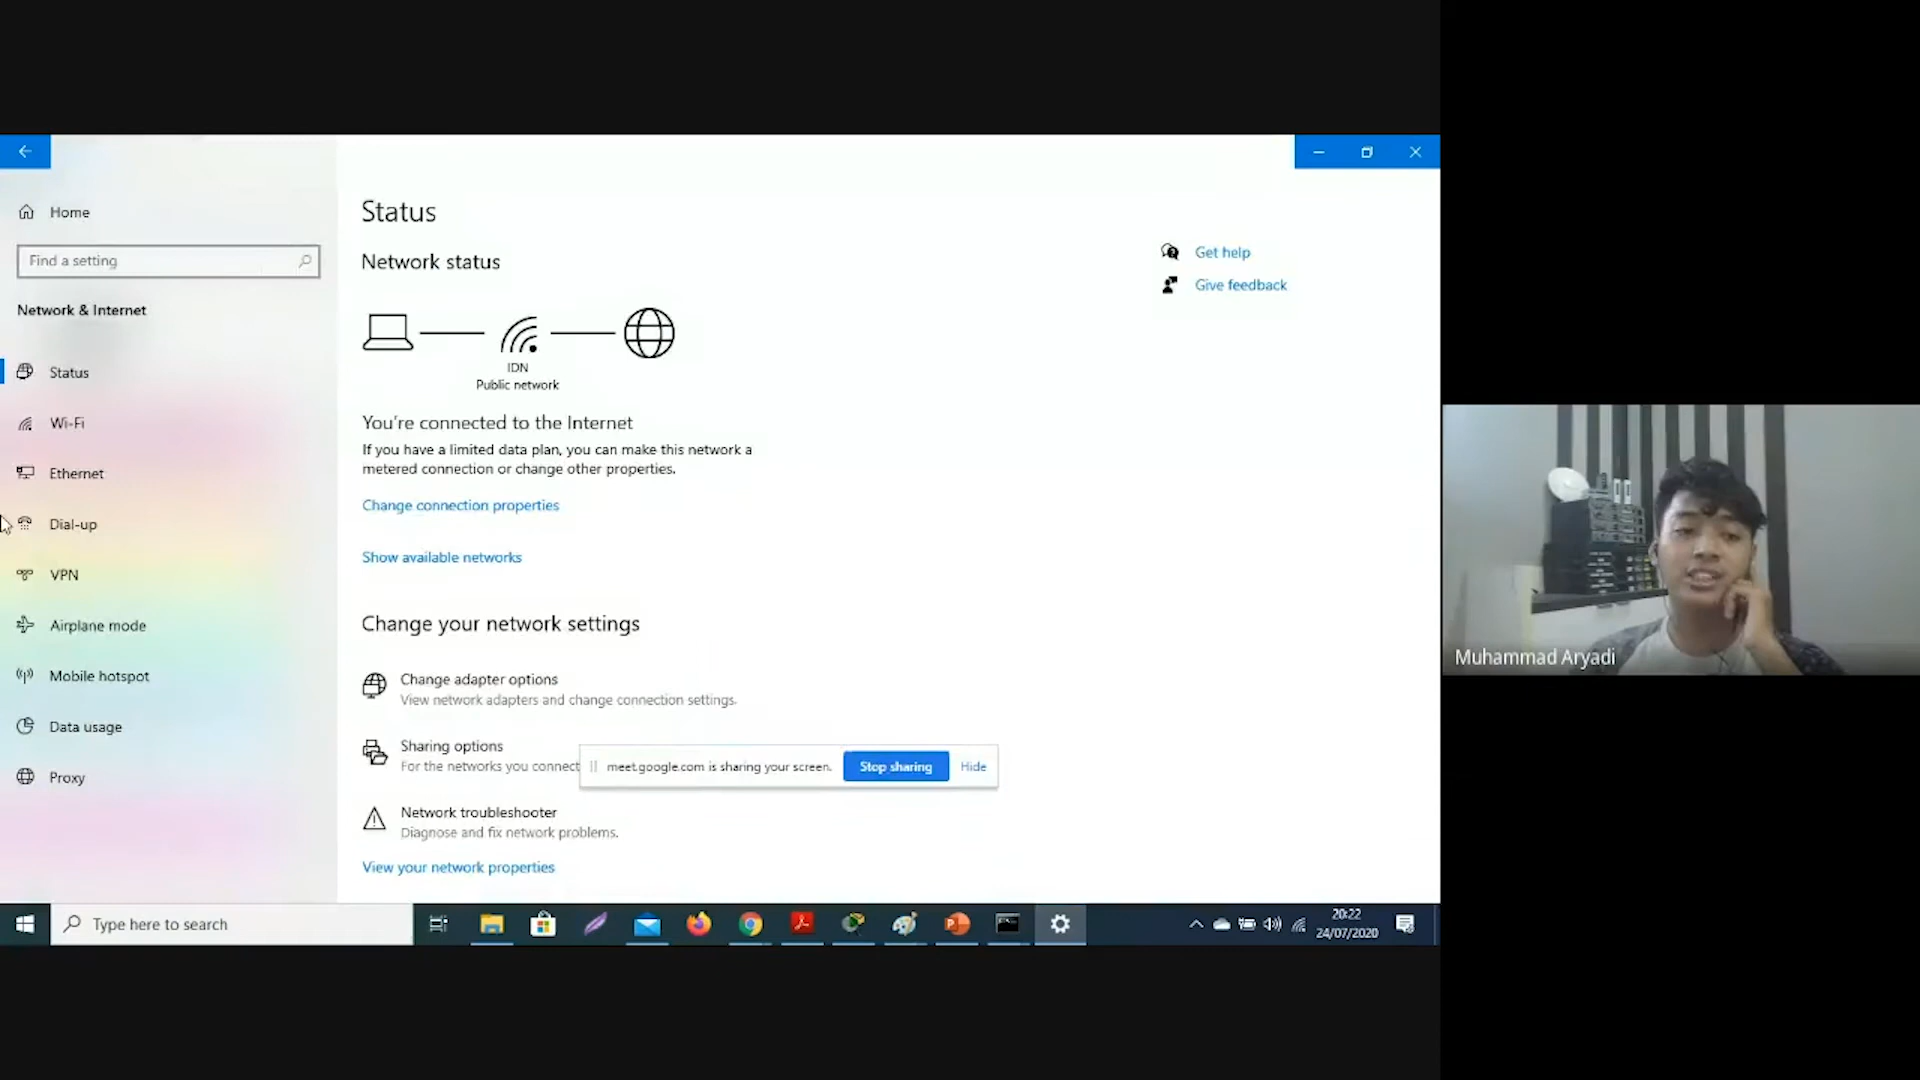 Home
Find a setting
Network & Internet
Status
Wi-Fi
Ethernet
Dial-up
VPN
Airplane mode
Mobile hotspot
Data usage
Proxy
Status
Network status
IDN
Public network
You're connected to the Internet
If you have a limited data plan, you can make this network a
metered connection or change other properties.
Change connection properties
Show available networks
Change your network settings
Change adapter options
View network adapters and change connection settings.
Sharing options
For the networks you connect
Network troubleshooter
Diagnose and fix network problems.
View your network properties
Get help
Give feedback
meet.google.com is sharing your screen.
Stop sharing
Hide
Type here to search
20:22
24/07/2020
Muhammad Aryadi